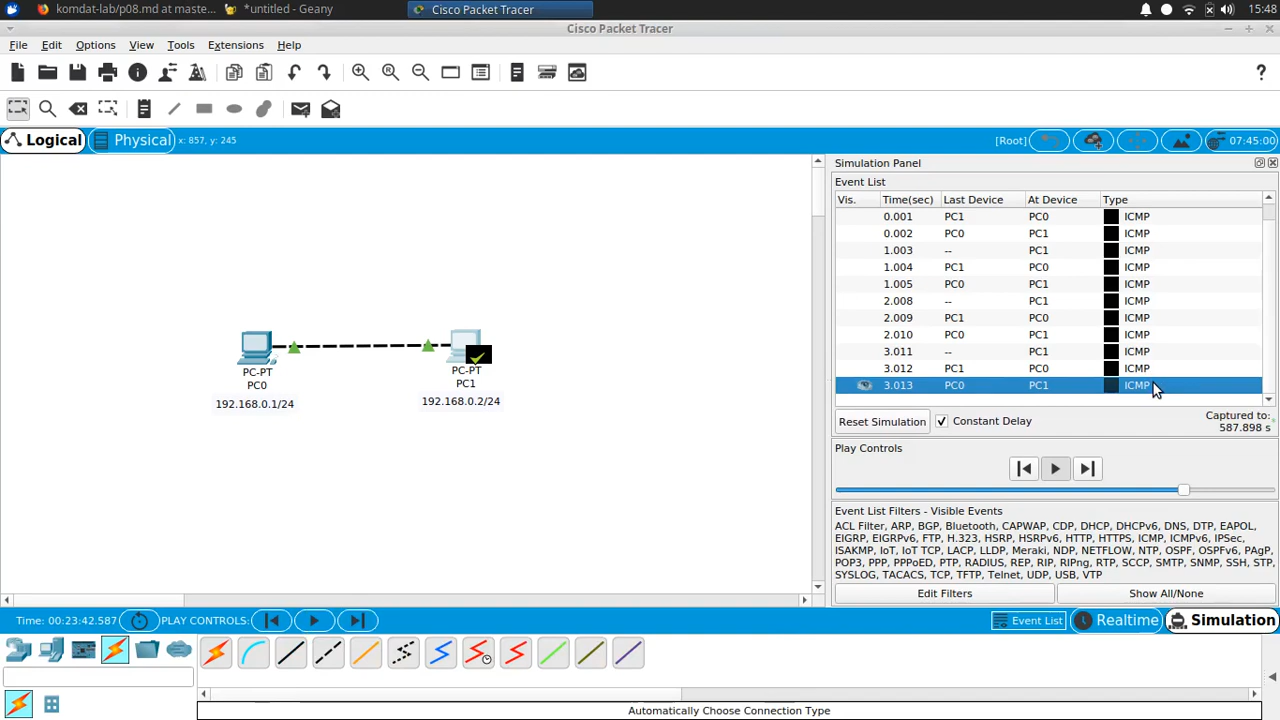 komdat-lab/p08.md at maste...
*untitled - Geany
Cisco Packet Tracer
15:48
Cisco Packet Tracer
File Edit Options View Tools Extensions Help
?
Logical Physical x: 857, y: 245 [Root] 07:45:00
Simulation Panel
Event List
Vis. Time(sec) Last Device At Device Type
0.001 PC1 PC0 ICMP
0.002 PC0 PC1 ICMP
1.003 -- PC1 ICMP
1.004 PC1 PC0 ICMP
1.005 PC0 PC1 ICMP
2.008 -- PC1 ICMP
2.009 PC1 PC0 ICMP
2.010 PC0 PC1 ICMP
3.011 -- PC1 ICMP
3.012 PC1 PC0 ICMP
3.013 PC0 PC1 ICMP
PC-PT
PC0
192.168.0.1/24
PC-PT
PC1
192.168.0.2/24
Reset Simulation Constant Delay
Captured to:
587.898 s
Play Controls
Event List Filters - Visible Events
ACL Filter, ARP, BGP, Bluetooth, CAPWAP, CDP, DHCP, DHCPv6, DNS, DTP, EAPOL,
EIGRP, EIGRPv6, FTP, H.323, HSRP, HSRPv6, HTTP, HTTPS, ICMP, ICMPv6, IPSec,
ISAKMP, IoT, IoT TCP, LACP, LLDP, Meraki, NDP, NETFLOW, NTP, OSPF, OSPFv6, PAgP,
POP3, PPP, PPPoED, PTP, RADIUS, REP, RIP, RIPng, RTP, SCCP, SMTP, SNMP, SSH, STP,
SYSLOG, TACACS, TCP, TFTP, Telnet, UDP, USB, VTP
Edit Filters Show All/None
Time: 00:23:42.587 PLAY CONTROLS: Event List Realtime Simulation
Automatically Choose Connection Type